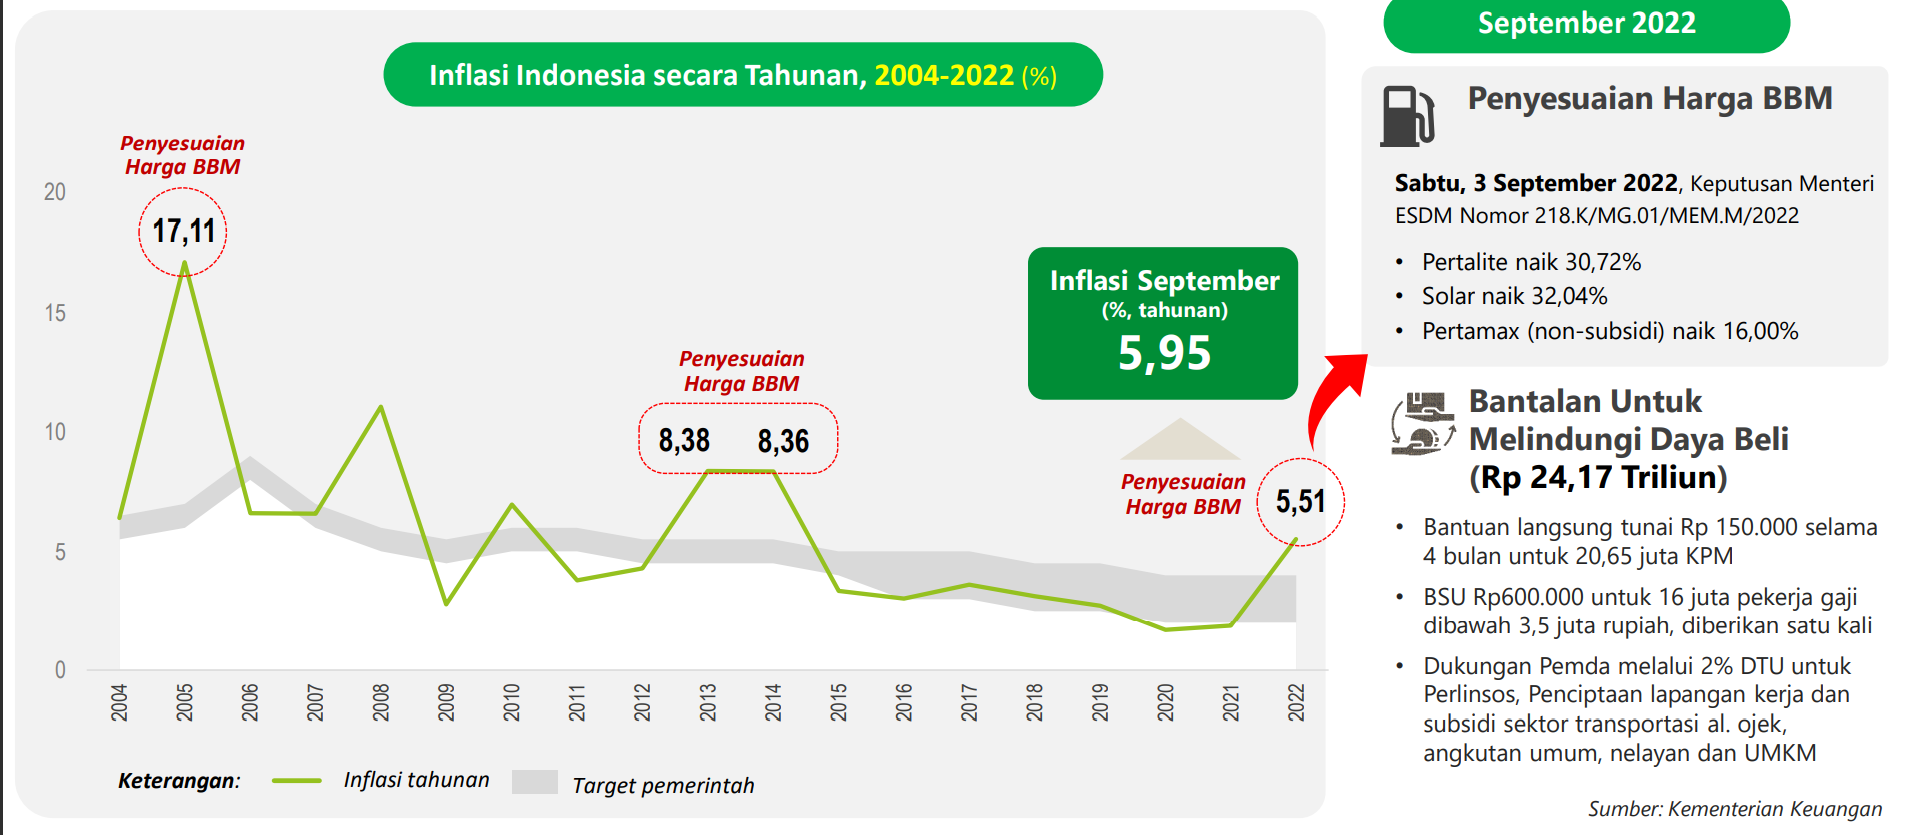 Inflasi Indonesia secara Tahunan, 2004-2022 (%)
Penyesuaian
Harga BBM
20
17,11
15
10
5
0
Penyesuaian
Harga BBM
8,38
8,36
Inflasi September
(%, tahunan)
5,95
Penyesuaian
Harga BBM
5,51
2004
2005
2006
2007
2008
2009
2010
2011
2012
2013
2014
2015
2016
2017
2018
2019
2020
2021
2022
Keterangan:
Inflasi tahunan
Target pemerintah
September 2022
Penyesuaian Harga BBM
Sabtu, 3 September 2022, Keputusan Menteri
ESDM Nomor 218.K/MG.01/MEM.M/2022
• Pertalite naik 30,72%
• Solar naik 32,04%
• Pertamax (non-subsidi) naik 16,00%
Bantalan Untuk
Melindungi Daya Beli
(Rp 24,17 Triliun)
• Bantuan langsung tunai Rp 150.000 selama
4 bulan untuk 20,65 juta KPM
• BSU Rp600.000 untuk 16 juta pekerja gaji
dibawah 3,5 juta rupiah, diberikan satu kali
• Dukungan Pemda melalui 2% DTU untuk
Perlinsos, Penciptaan lapangan kerja dan
subsidi sektor transportasi al. ojek,
angkutan umum, nelayan dan UMKM
Sumber: Kementerian Keuangan